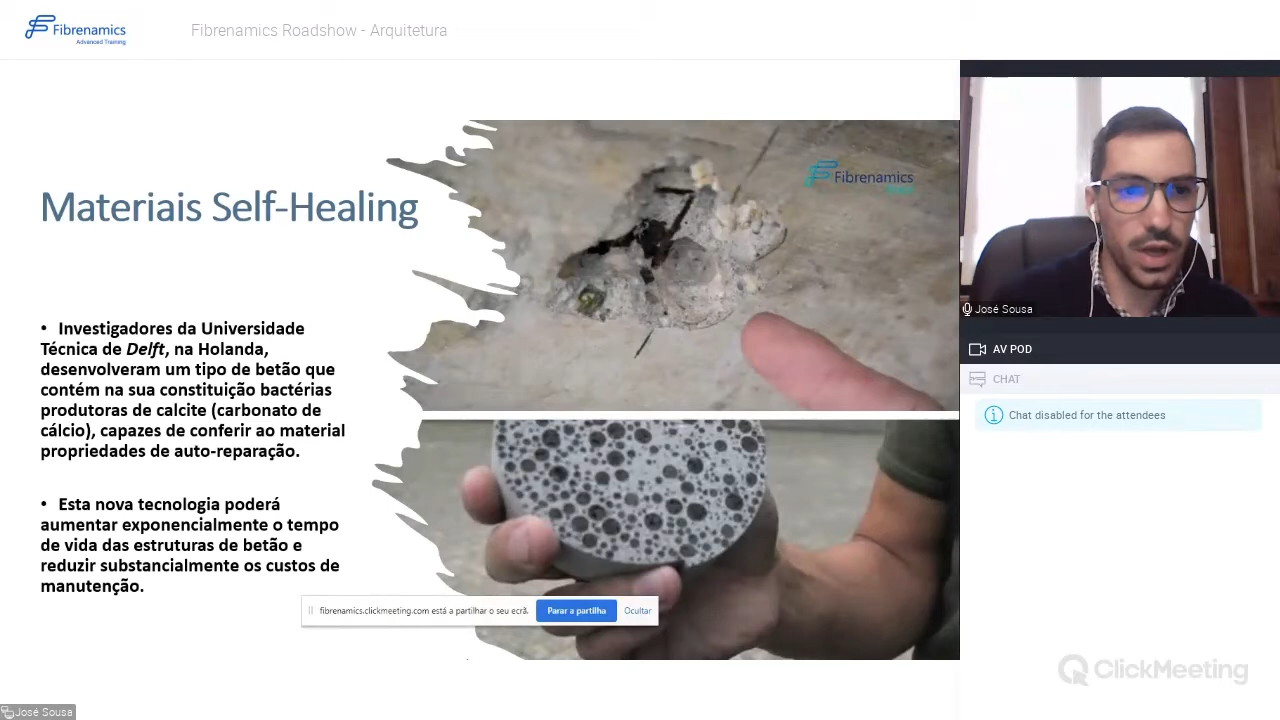 Fibrenamics
Advanced Training
Fibrenamics Roadshow - Arquitetura
Fibrenamics
Materiais Self-Healing
• Investigadores da Universidade
Técnica de Delft, na Holanda,
desenvolveram um tipo de betão que
contém na sua constituição bactérias
produtoras de calcite (carbonato de
cálcio), capazes de conferir ao material
propriedades de auto-reparação.
• Esta nova tecnologia poderá
aumentar exponencialmente o tempo
de vida das estruturas de betão e
reduzir substancialmente os custos de
manutenção.
fibrenamics.clickmeeting.com está a partilhar o seu ecrã.
Parar a partilha
Ocultar
José Sousa
AV POD
CHAT
Chat disabled for the attendees
ClickMeeting
José Sousa